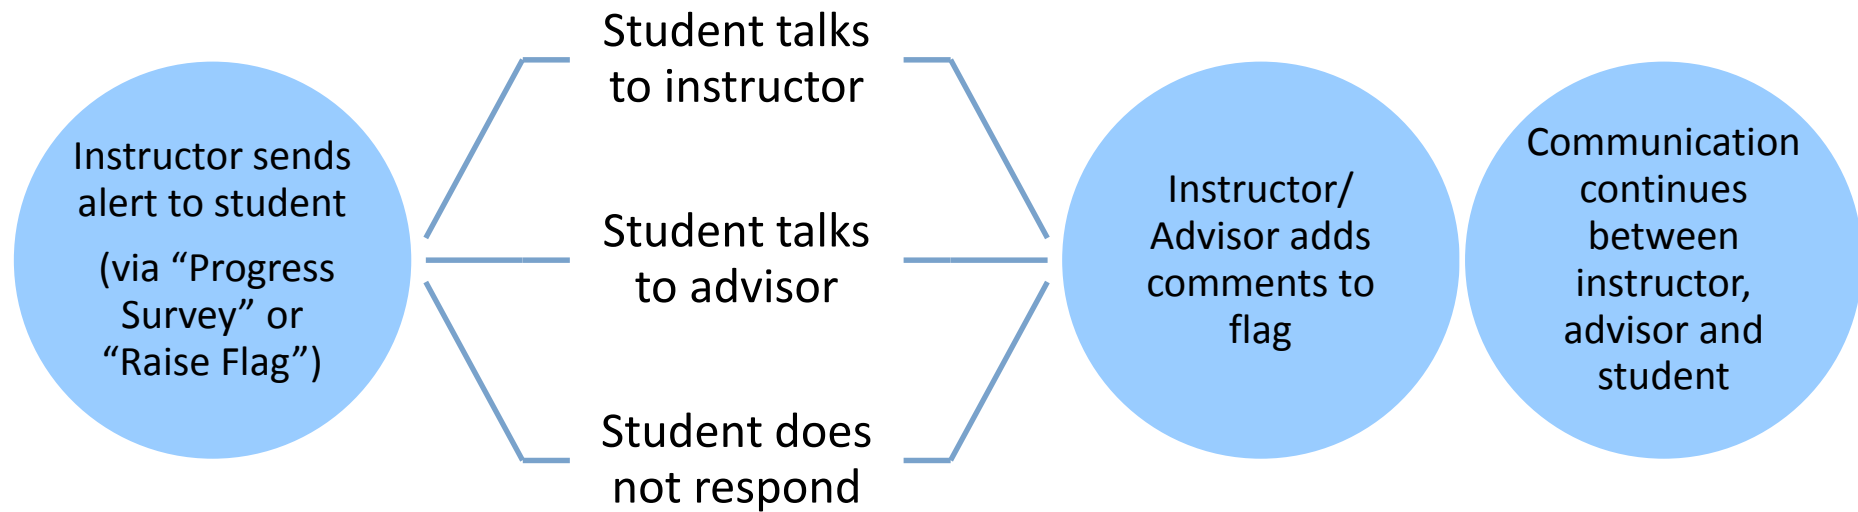 Instructor sends
alert to student
(via “Progress
Survey” or
“Raise Flag”)
Student talks
to instructor
Student talks
to advisor
Student does
not respond
Instructor/
Advisor adds
comments to
flag
Communication
continues
between
instructor,
advisor and
student